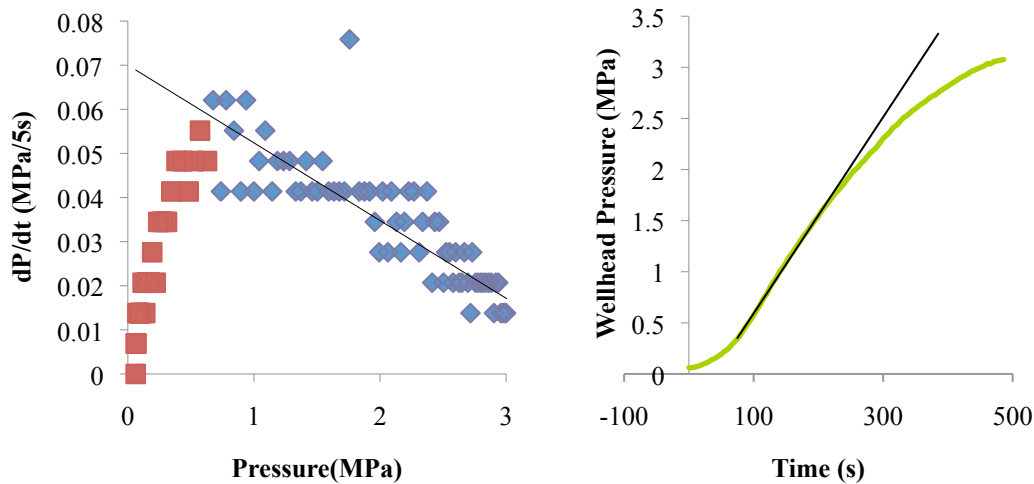 dP/dt (MPa/5s)
0.08
0.07
0.06
0.05
0.04
0.03
0.02
0.01
0
0 1 2 3
Pressure(MPa)
Wellhead Pressure (MPa)
3.5
3
2.5
2
1.5
1
0.5
0
-100 100 300 500
Time (s)